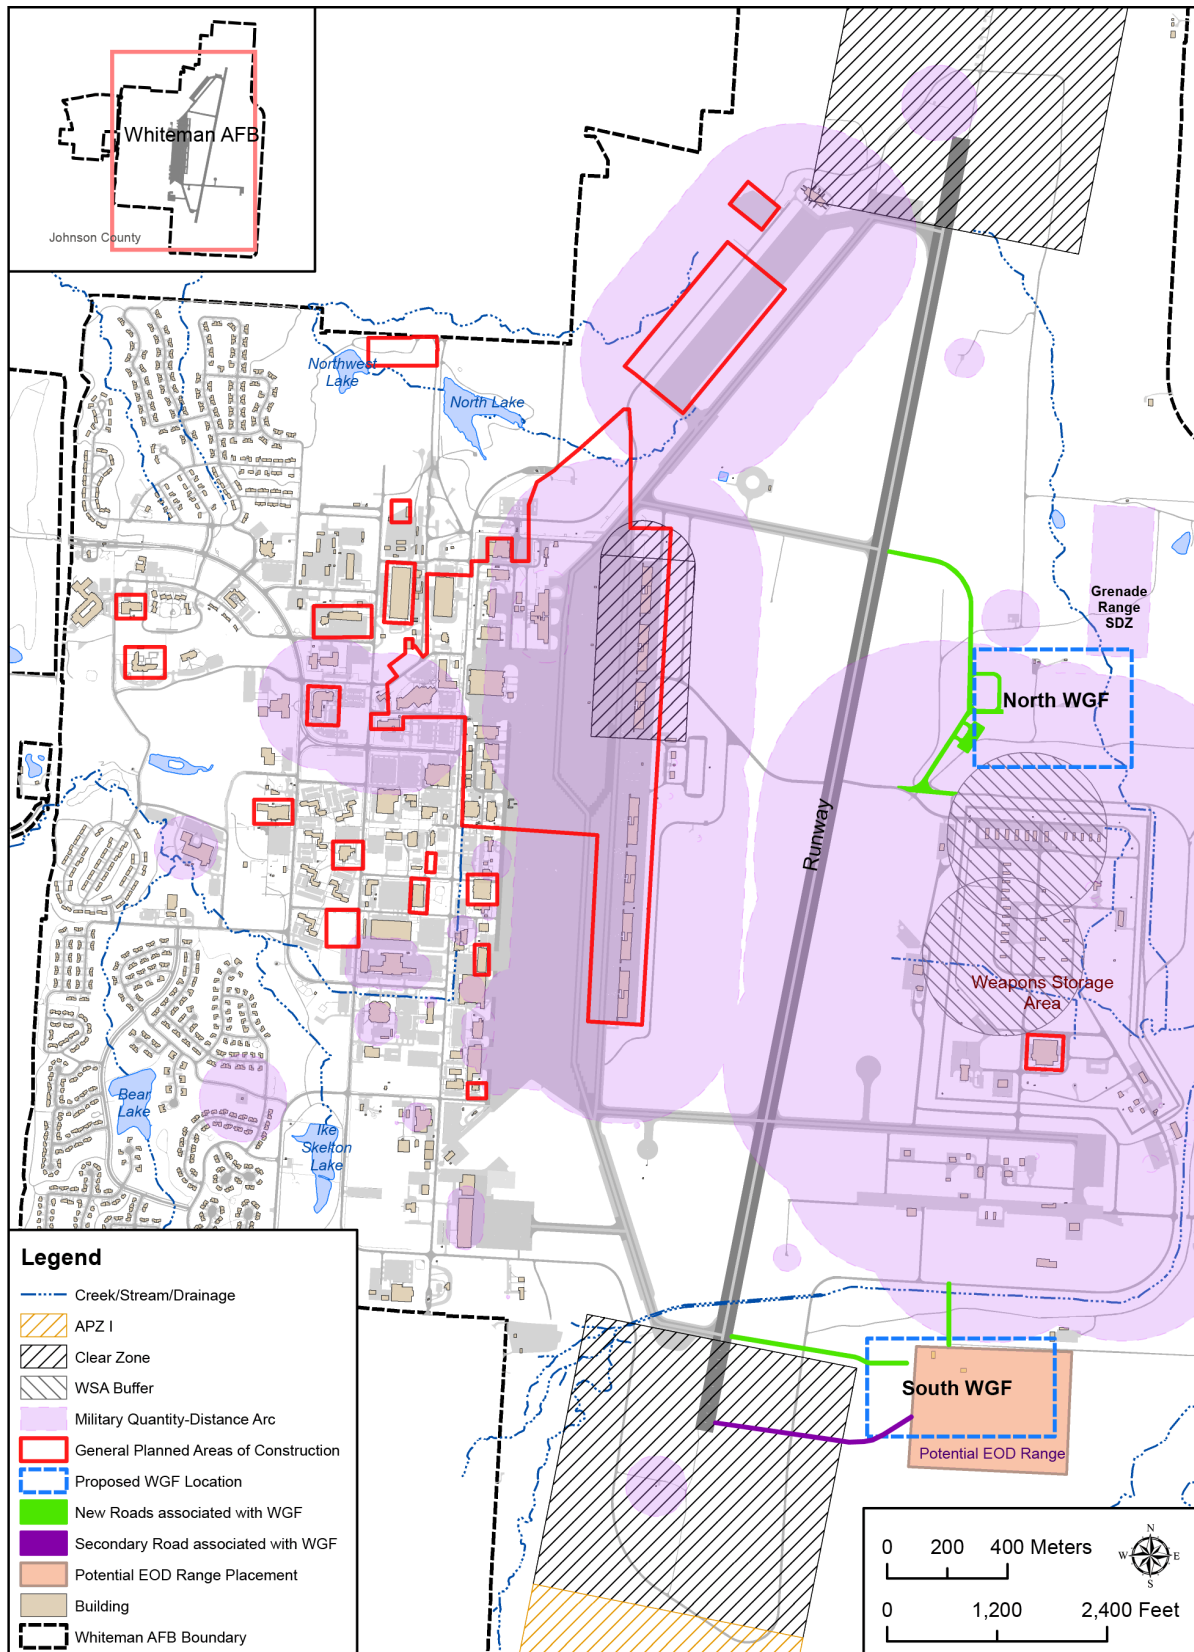 Whiteman AFB
Johnson County
Northwest
Lake
North Lake
Grenade
Range
SDZ
North WGF
Runway
Weapons Storage
Area
Bear
Lake
Ike
Skelton
Lake
South WGF
Potential EOD Range
Legend
Creek/Stream/Drainage
APZ I
Clear Zone
WSA Buffer
Military Quantity-Distance Arc
General Planned Areas of Construction
Proposed WGF Location
New Roads associated with WGF
Secondary Road associated with WGF
Potential EOD Range Placement
Building
Whiteman AFB Boundary
0 200 400 Meters
N
W E
S
0 1,200 2,400 Feet